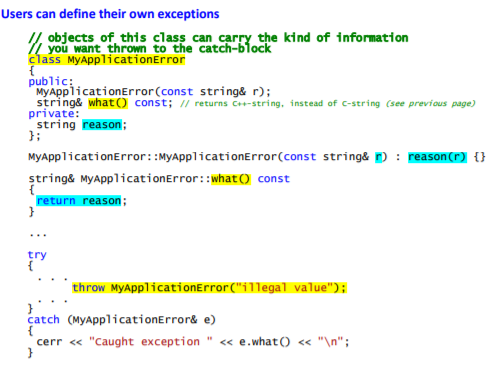 Users can define their own exceptions
// objects of this class can carry the kind of information
// you want thrown to the catch-block
class MyApplicationError
{
public:
MyApplicationError(const string& r);
string& what() const; // returns C++-string, instead of C-string (see previous page)
private:
string reason;
};
MyApplicationError::MyApplicationError(const string& r) : reason(r) {}
string& MyApplicationError::what() const
{
return reason;
}
...
try
{
. . .
throw MyApplicationError("illegal value");
. . .
}
catch (MyApplicationError& e)
{
cerr << "Caught exception " << e.what() << "\n";
}